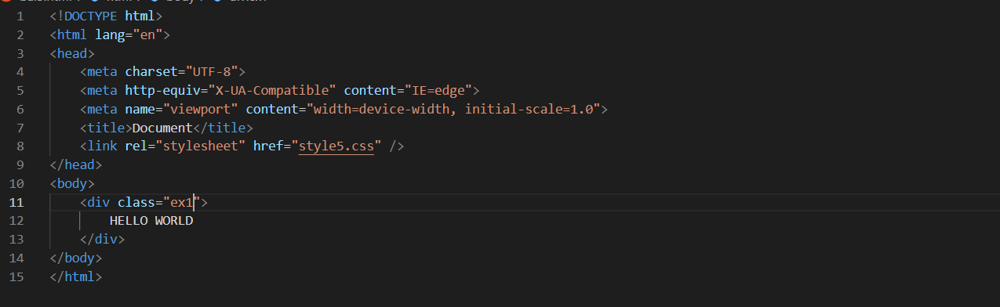 1 <!DOCTYPE html>
2 <html lang="en">
3 <head>
4     <meta charset="UTF-8">
5     <meta http-equiv="X-UA-Compatible" content="IE=edge">
6     <meta name="viewport" content="width=device-width, initial-scale=1.0">
7     <title>Document</title>
8     <link rel="stylesheet" href="style5.css" />
9 </head>
10 <body>
11     <div class="ex1">
12         HELLO WORLD
13     </div>
14 </body>
15 </html>